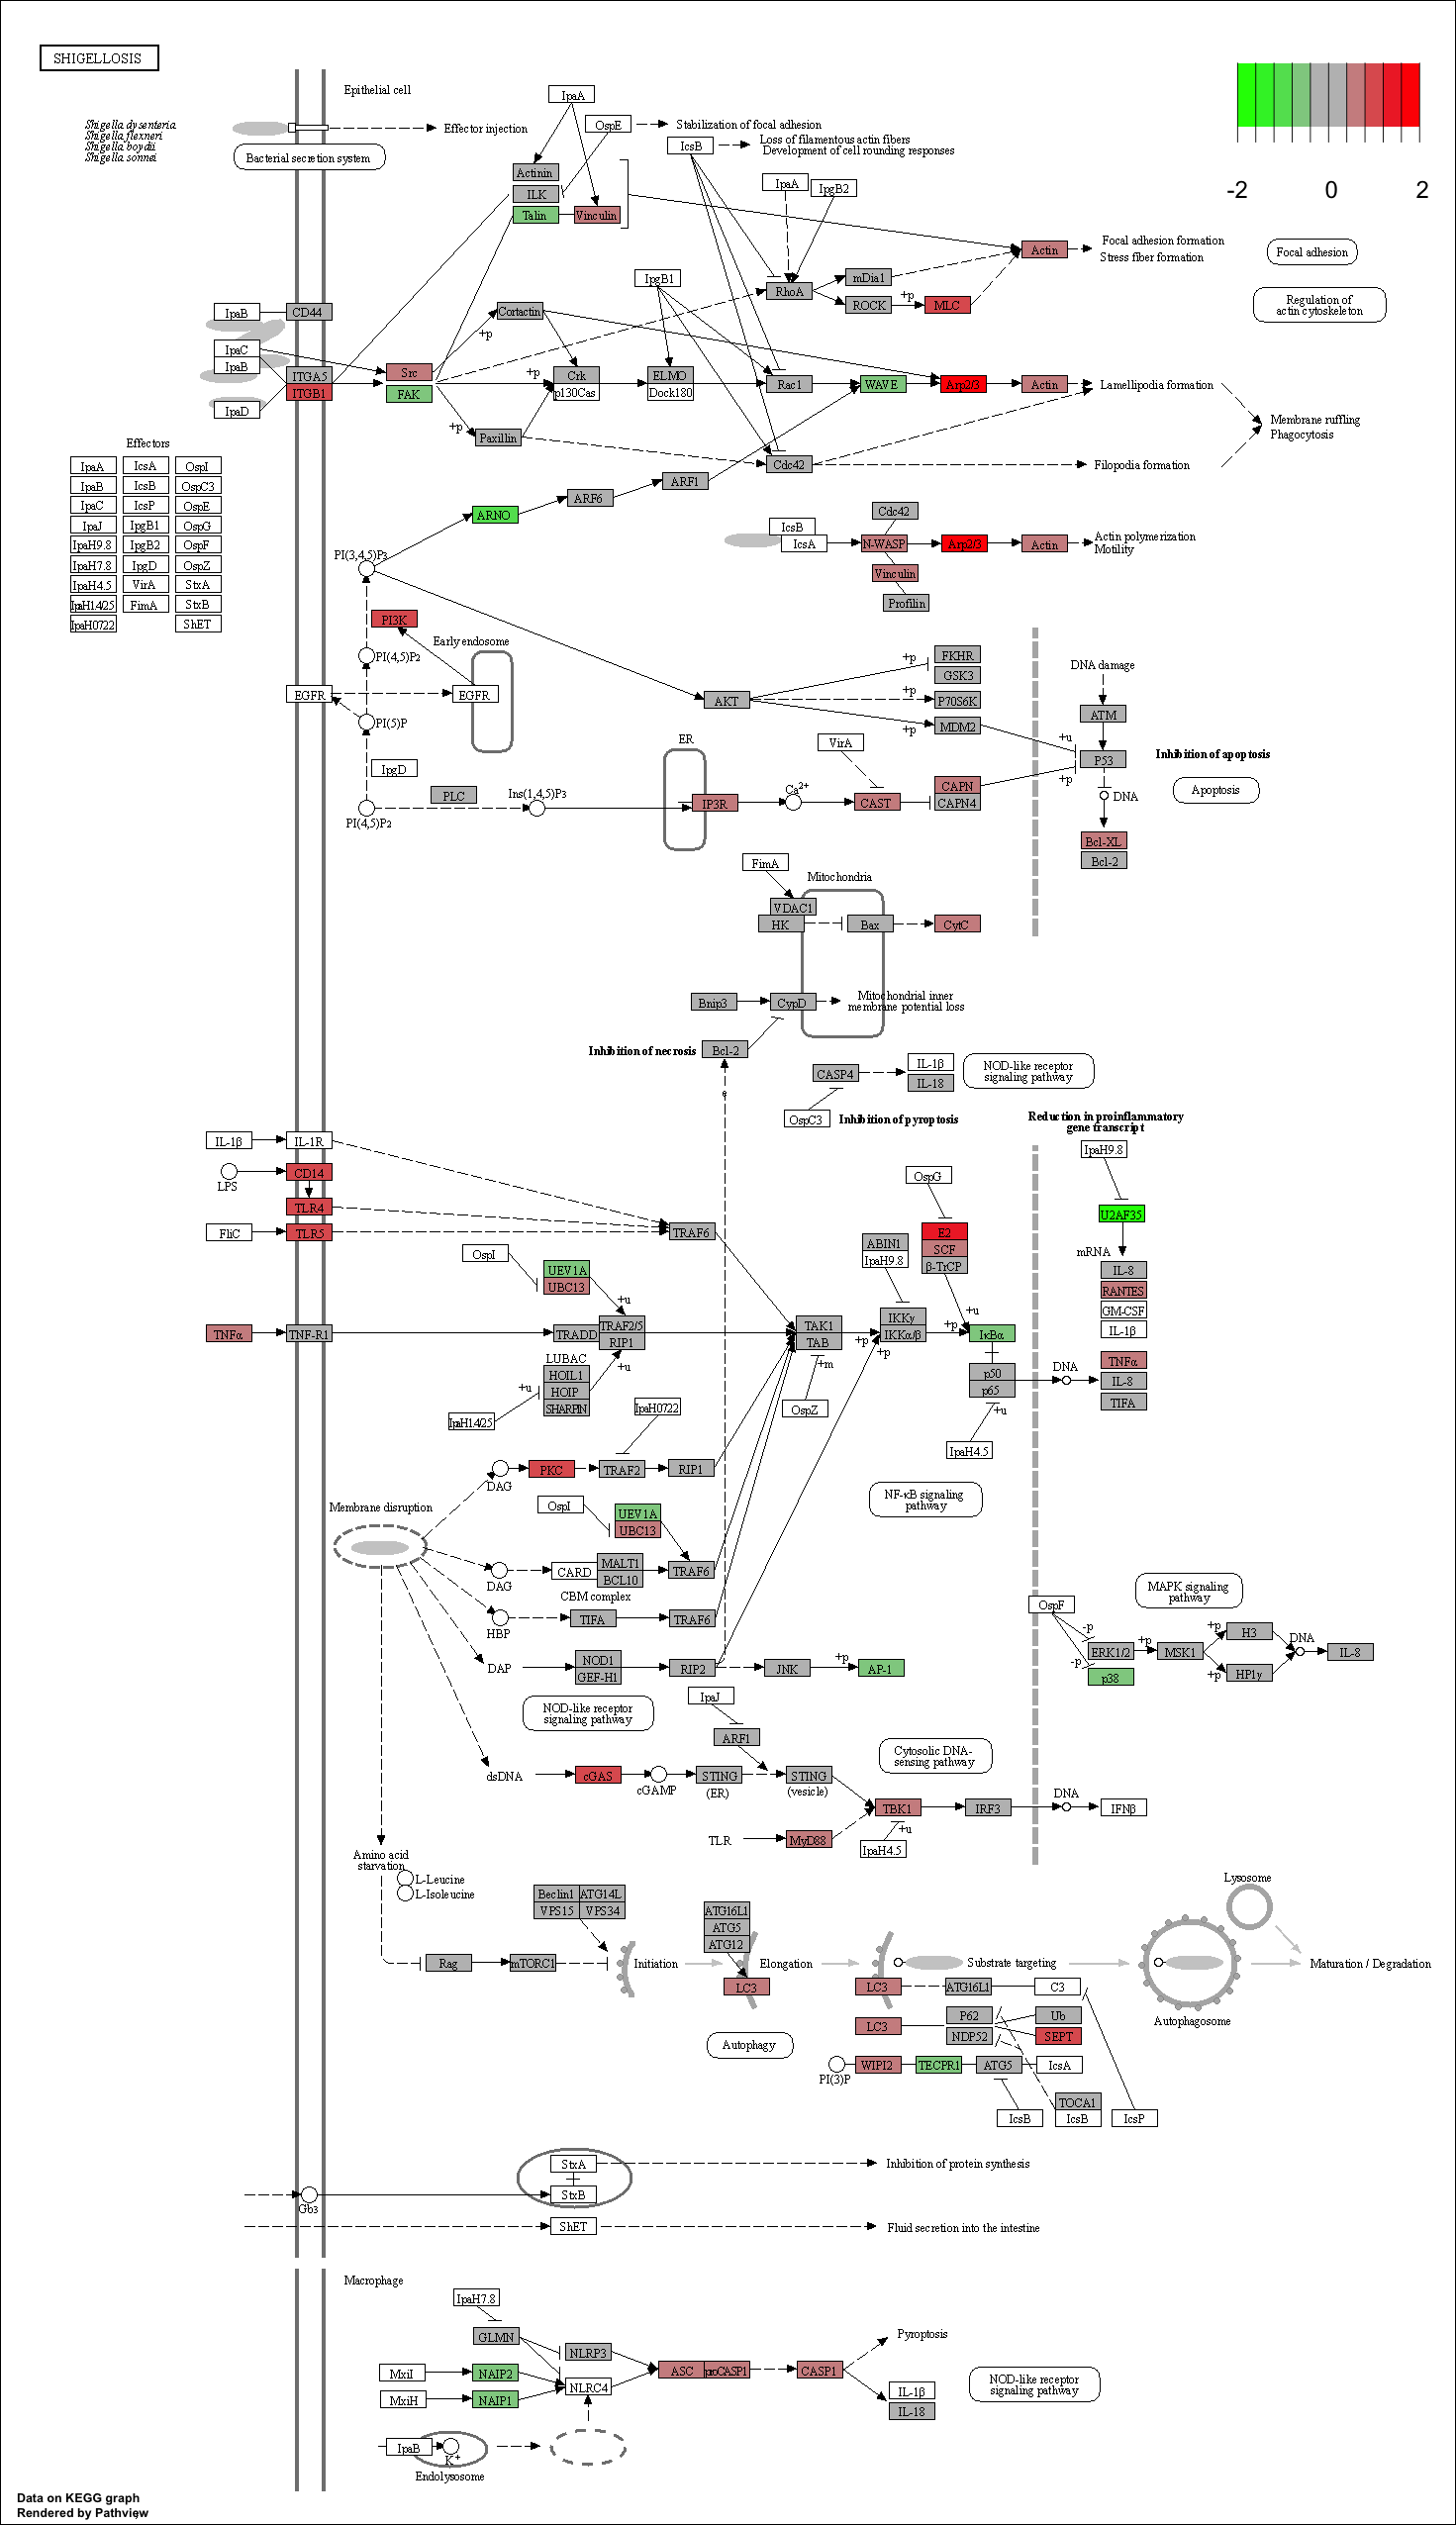 SHIGELLOSIS
-2
0
2
Shigella dysenteria
Shigella flexneri
Shigella boydii
Shigella sonnei
Bacterial secretion system
Epithelial cell
Effector injection
IpaA
OspE
Stabilization of focal adhesion
IcsB
Loss of filamentous actin fibers
Development of cell rounding responses
Actinin
ILK
Talin
Vinculin
IpaA
IpgB2
Actin
Focal adhesion formation
Stress fiber formation
Focal adhesion
Regulation of
actin cytoskeleton
IpgB1
RhoA
mDia1
ROCK
+p
MLC
IpaB
CD44
IpaC
IpaB
ITGA5
ITGB1
IpaD
Src
FAK
+p
Cortactin
+p
Crk
p130Cas
ELMO
Dock180
Rac1
WAVE
Arp2/3
Actin
Lamellipodia formation
Membrane ruffling
Phagocytosis
+p
Paxillin
Cdc42
Filopodia formation
Effectors
IpaA
IcsA
OspI
IpaB
IcsB
OspC3
IpaC
IcsP
OspE
IpaJ
IpgB1
OspG
IpaH9.8
IpgB2
OspF
IpaH7.8
IpgD
OspZ
IpaH4.5
VirA
StxA
IpaH1.4/2.5
FimA
StxB
IpaH0722
ShET
ARNO
ARF6
ARF1
PI(3,4,5)P3
IcsB
IcsA
Cdc42
N-WASP
Vinculin
Profilin
Arp2/3
Actin
Actin polymerization
Motility
PI3K
Early endosome
PI(4,5)P2
EGFR
EGFR
PI(5)P
IpgD
PI(4,5)P2
PLC
Ins(1,4,5)P3
ER
IP3R
Ca2+
AKT
+p
FKHR
GSK3
+p
P70S6K
+p
MDM2
VirA
CAST
CAPN
CAPN4
DNA damage
ATM
+u
P53
+p
DNA
Bcl-XL
Bcl-2
Inhibition of apoptosis
Apoptosis
FimA
Mitochondria
VDAC1
HK
Bax
CytC
Bnip3
CypD
Mitochondrial inner
membrane potential loss
Inhibition of necrosis
Bcl-2
e
CASP4
IL-1β
IL-18
NOD-like receptor
signaling pathway
OspC3
Inhibition of pyroptosis
Reduction in proinflammatory
gene transcript
IpaH9.8
U2AF35
mRNA
IL-8
RANTES
GM-CSF
IL-1β
TNFα
IL-8
TIFA
IL-1β
IL-1R
LPS
CD14
TLR4
FliC
TLR5
TRAF6
OspI
UEV1A
UBC13
+u
TNFα
TNF-R1
TRADD
TRAF2/5
RIP1
+u
LUBAC
HOIL1
HOIP
SHARPIN
+u
IpaH1.4/2.5
IpaH0722
TAK1
TAB
+m
OspZ
ABIN1
IpaH9.8
OspG
E2
SCF
β-TrCP
+u
IKKγ
IKKα/β
+p
+p
+p
IκBα
p50
p65
+u
IpaH4.5
DNA
NF-κB signaling
pathway
DAG
PKC
TRAF2
RIP1
Membrane disruption
OspI
UEV1A
UBC13
DAG
CARD
MALT1
BCL10
CBM complex
TRAF6
HBP
TIFA
TRAF6
DAP
NOD1
GEF-H1
RIP2
JNK
+p
AP-1
NOD-like receptor
signaling pathway
MAPK signaling
pathway
OspF
-p
-p
ERK1/2
p38
+p
MSK1
+p
+p
H3
HP1γ
DNA
IL-8
IpaJ
ARF1
dsDNA
cGAS
cGAMP
STING
(ER)
STING
(vesicle)
Cytosolic DNA-
sensing pathway
TBK1
IRF3
DNA
IFNβ
TLR
MyD88
+u
IpaH4.5
Amino acid
starvation
L-Leucine
L-Isoleucine
Beclin1
ATG14L
VPS15
VPS34
Rag
mTORC1
Initiation
ATG16L1
ATG5
ATG12
LC3
Elongation
Autophagy
Substrate targeting
LC3
ATG16L1
C3
LC3
P62
NDP52
Ub
SEPT
PI(3)P
WIPI2
TECPR1
ATG5
IcsA
IcsB
TOCA1
IcsB
IcsP
Lysosome
Autophagosome
Maturation / Degradation
StxA
StxB
Inhibition of protein synthesis
Gb3
ShET
Fluid secretion into the intestine
Macrophage
IpaH7.8
GLMN
NLRP3
MxiI
NAIP2
MxiH
NAIP1
NLRC4
ASC
proCASP1
CASP1
Pyroptosis
IL-1β
IL-18
NOD-like receptor
signaling pathway
IpaB
K+
Endolysosome
Data on KEGG graph
Rendered by Pathview